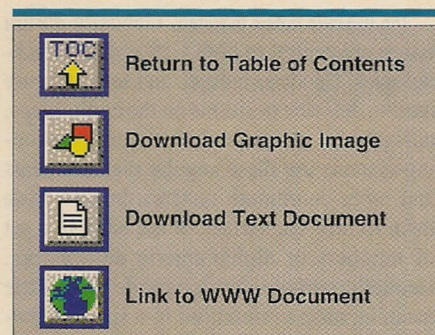 TOC
Return to Table of Contents
Download Graphic Image
Download Text Document
Link to WWW Document